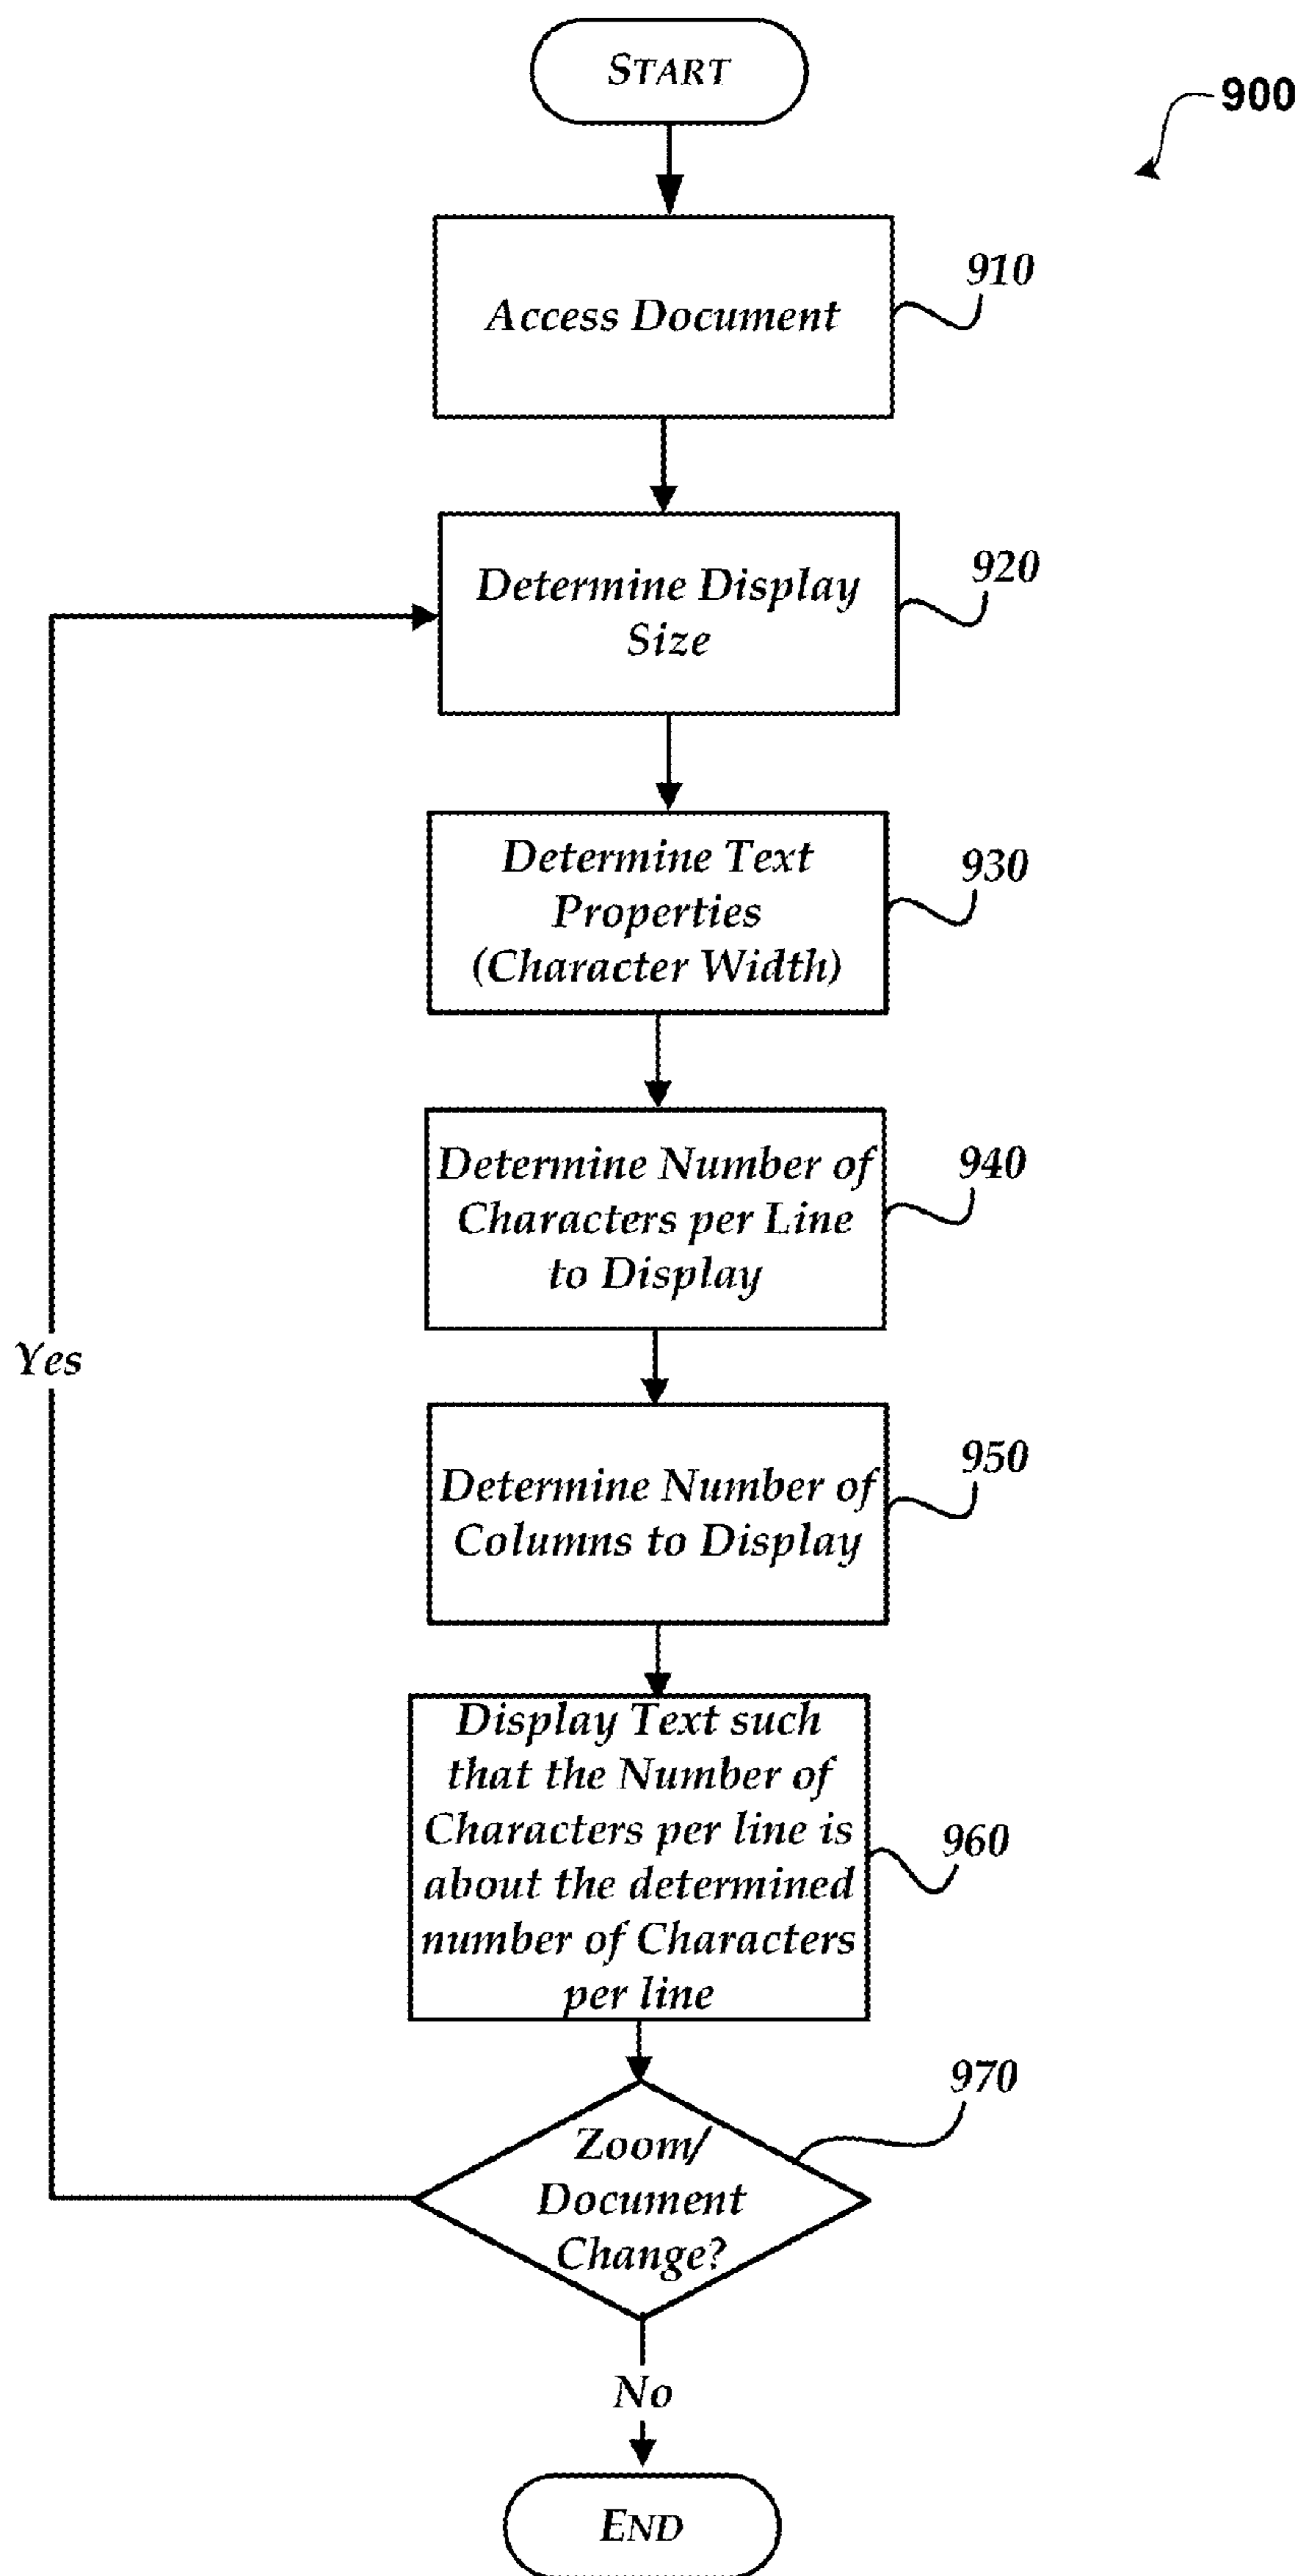 START
900
Access Document
910
Determine Display
Size
920
Determine Text
Properties
(Character Width)
930
Determine Number of
Characters per Line
to Display
940
Yes
Determine Number of
Columns to Display
950
Display Text such
that the Number of
Characters per line is
about the determined
number of Characters
per line
960
Zoom/
Document
Change?
970
No
END